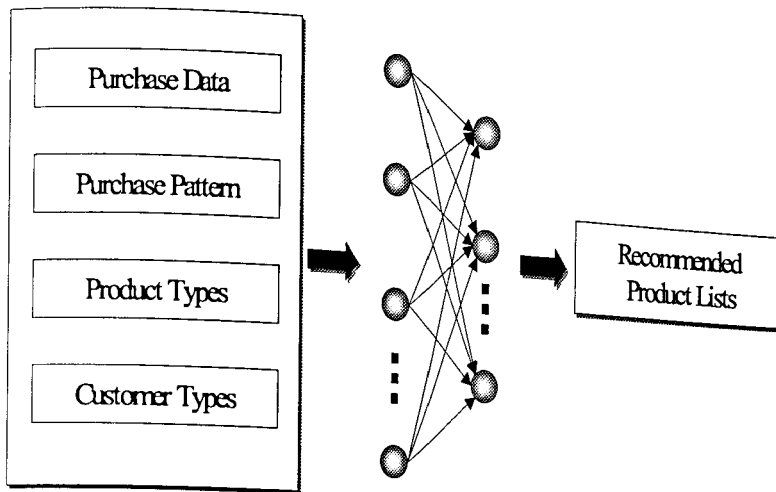 Purchase Data
Purchase Pattern
Product Types
Customer Types
Recommended
Product Lists